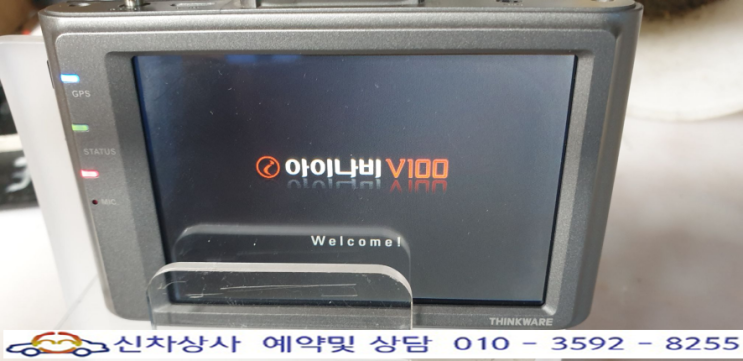 GPS
STATUS
MIC
아이나비 V100
Welcome!
THINKWARE
신차상사 예약및 상담 010 - 3592 - 8255